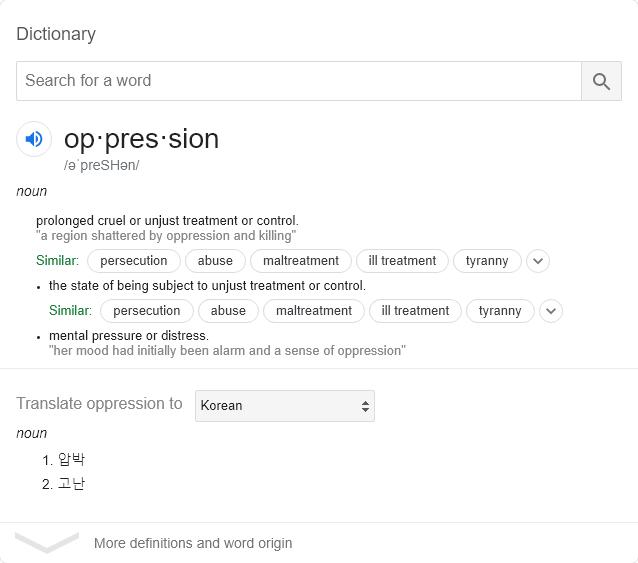 Dictionary
Search for a word
op·pres·sion
/əˈpreSHən/
noun
prolonged cruel or unjust treatment or control.
"a region shattered by oppression and killing"
Similar: persecution abuse maltreatment ill treatment tyranny
• the state of being subject to unjust treatment or control.
Similar: persecution abuse maltreatment ill treatment tyranny
• mental pressure or distress.
"her mood had initially been alarm and a sense of oppression"
Translate oppression to Korean
noun
1. 압박
2. 고난
More definitions and word origin